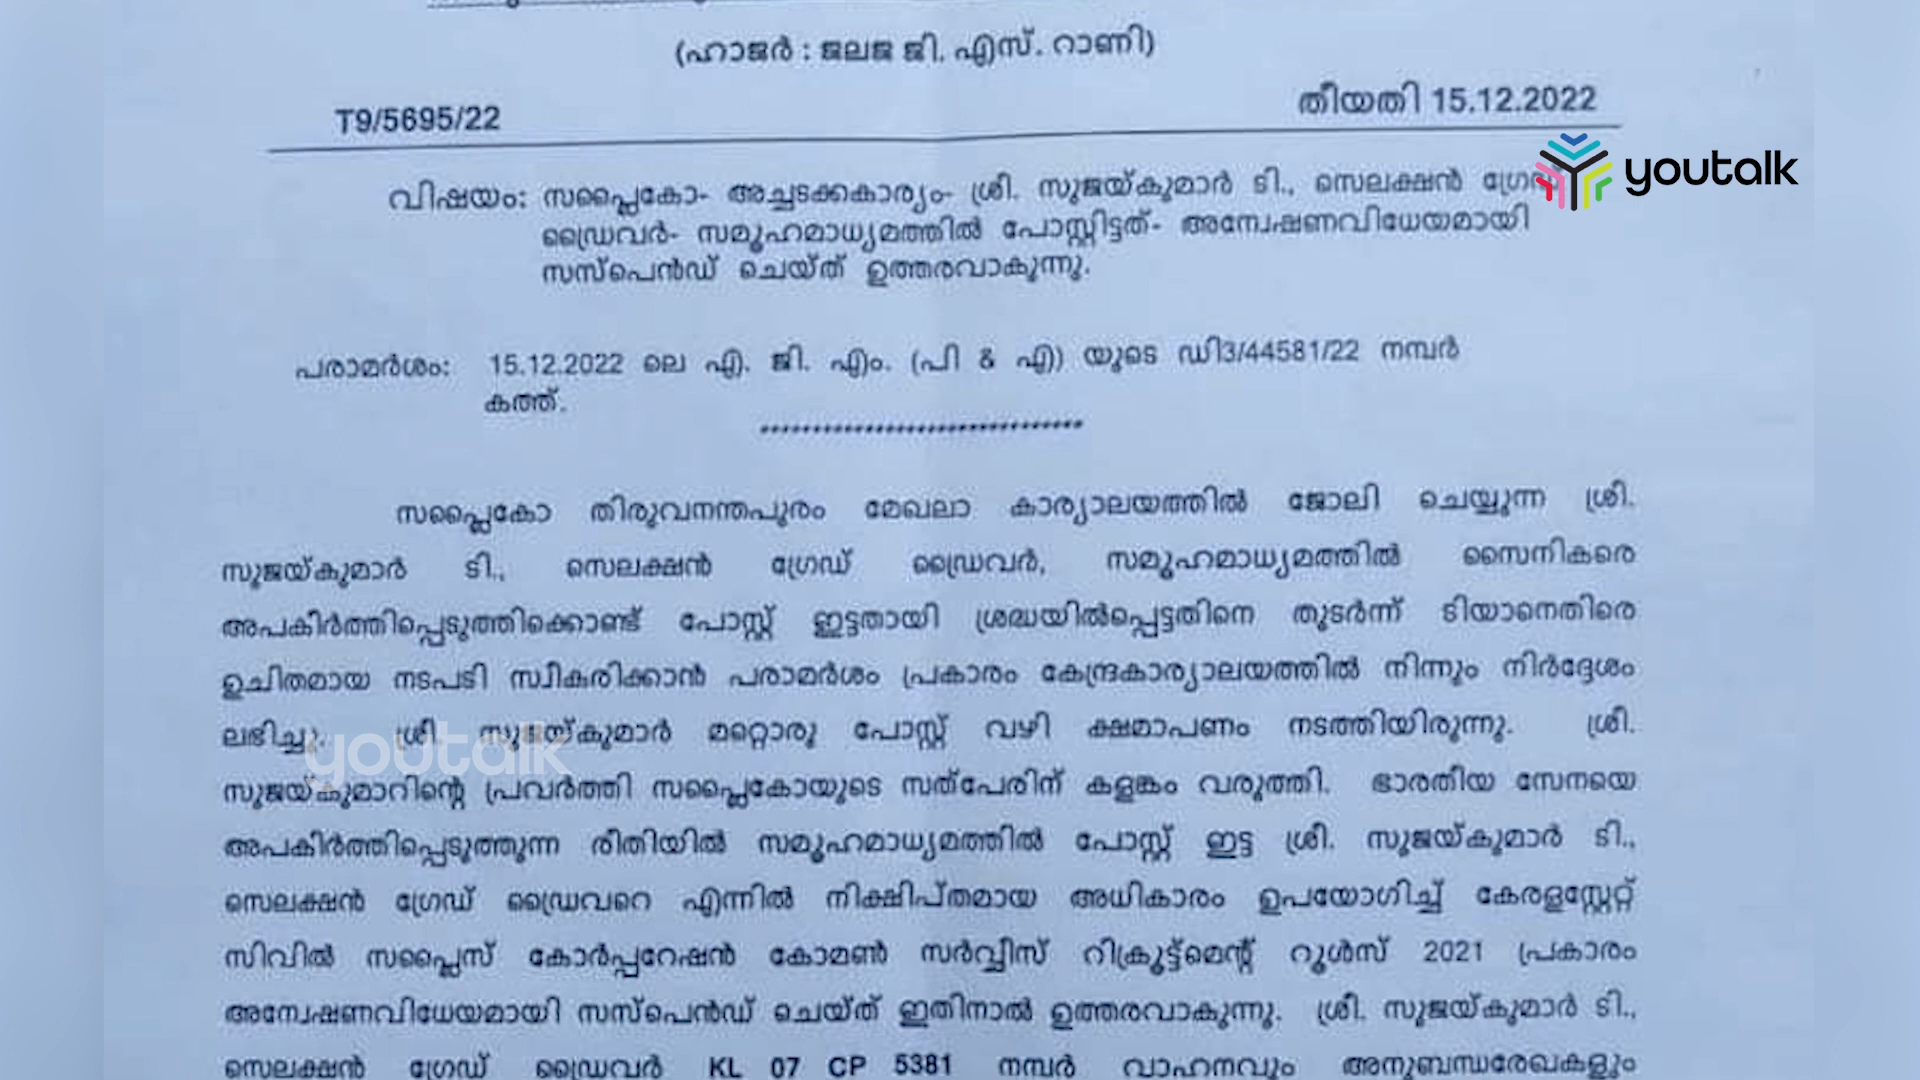 (ഹാജർ : ജലജ ജി. എസ്. റാണി)
T9/5695/22
തീയതി 15.12.2022
youtalk
വിഷയം: സപ്ലൈകോ- അച്ചടക്കകാര്യം- ശ്രീ. സുജയ്കുമാർ ടി., സെലക്ഷൻ
ഡ്രൈവർ- സമൂഹമാധ്യമത്തിൽ പോസ്റ്റിട്ടത്- അന്വേഷണവിധേയമായി
സസ്പെൻഡ് ചെയ്ത് ഉത്തരവാകുന്നു.
പരാമർശം: 15.12.2022 ലെ എ. ജി. എം. (പി & എ) യുടെ ഡി3/44581/22 നമ്പർ
കത്ത്.
******************************
സപ്ലൈകോ തിരുവനന്തപുരം മേഖലാ കാര്യാലയത്തിൽ ജോലി ചെയ്യുന്ന ശ്രീ.
സുജയ്കുമാർ ടി., സെലക്ഷൻ ഗ്രേഡ് ഡ്രൈവർ, സമൂഹമാധ്യമത്തിൽ സൈനികരെ
അപകീർത്തിപ്പെടുത്തിക്കൊണ്ട് പോസ്റ്റ് ഇട്ടതായി ശ്രദ്ധയിൽപ്പെട്ടതിനെ തുടർന്ന് ടിയാനെതിരെ
ഉചിതമായ നടപടി സ്വീകരിക്കാൻ പരാമർശം പ്രകാരം കേന്ദ്രകാര്യാലയത്തിൽ നിന്നും നിർദ്ദേശം
ലഭിച്ചു. ശ്രീ. സുജയ്കുമാർ മറ്റൊരു പോസ്റ്റ് വഴി ക്ഷമാപണം നടത്തിയിരുന്നു. ശ്രീ.
youtalk
സുജയ്കുമാറിന്റെ പ്രവർത്തി സപ്ലൈകോയുടെ സത്പേരിന് കളങ്കം വരുത്തി. ഭാരതീയ സേനയെ
അപകീർത്തിപ്പെടുത്തുന്ന രീതിയിൽ സമൂഹമാധ്യമത്തിൽ പോസ്റ്റ് ഇട്ട ശ്രീ. സുജയ്കുമാർ ടി.,
സെലക്ഷൻ ഗ്രേഡ് ഡ്രൈവറെ എന്നിൽ നിക്ഷിപ്തമായ അധികാരം ഉപയോഗിച്ച് കേരളസ്റ്റേറ്റ്
സിവിൽ സപ്ലൈസ് കോർപ്പറേഷൻ കോമൺ സർവ്വീസ് റിക്രൂട്ട്മെന്റ് റൂൾസ് 2021 പ്രകാരം
അന്വേഷണവിധേയമായി സസ്പെൻഡ് ചെയ്ത് ഇതിനാൽ ഉത്തരവാകുന്നു. ശ്രീ. സുജയ്കുമാർ ടി.,
സെലക്ഷൻ ഗ്രേഡ് ഡ്രൈവർ KL 07 CP 5381 നമ്പർ വാഹനവും അനുബന്ധരേഖകളും